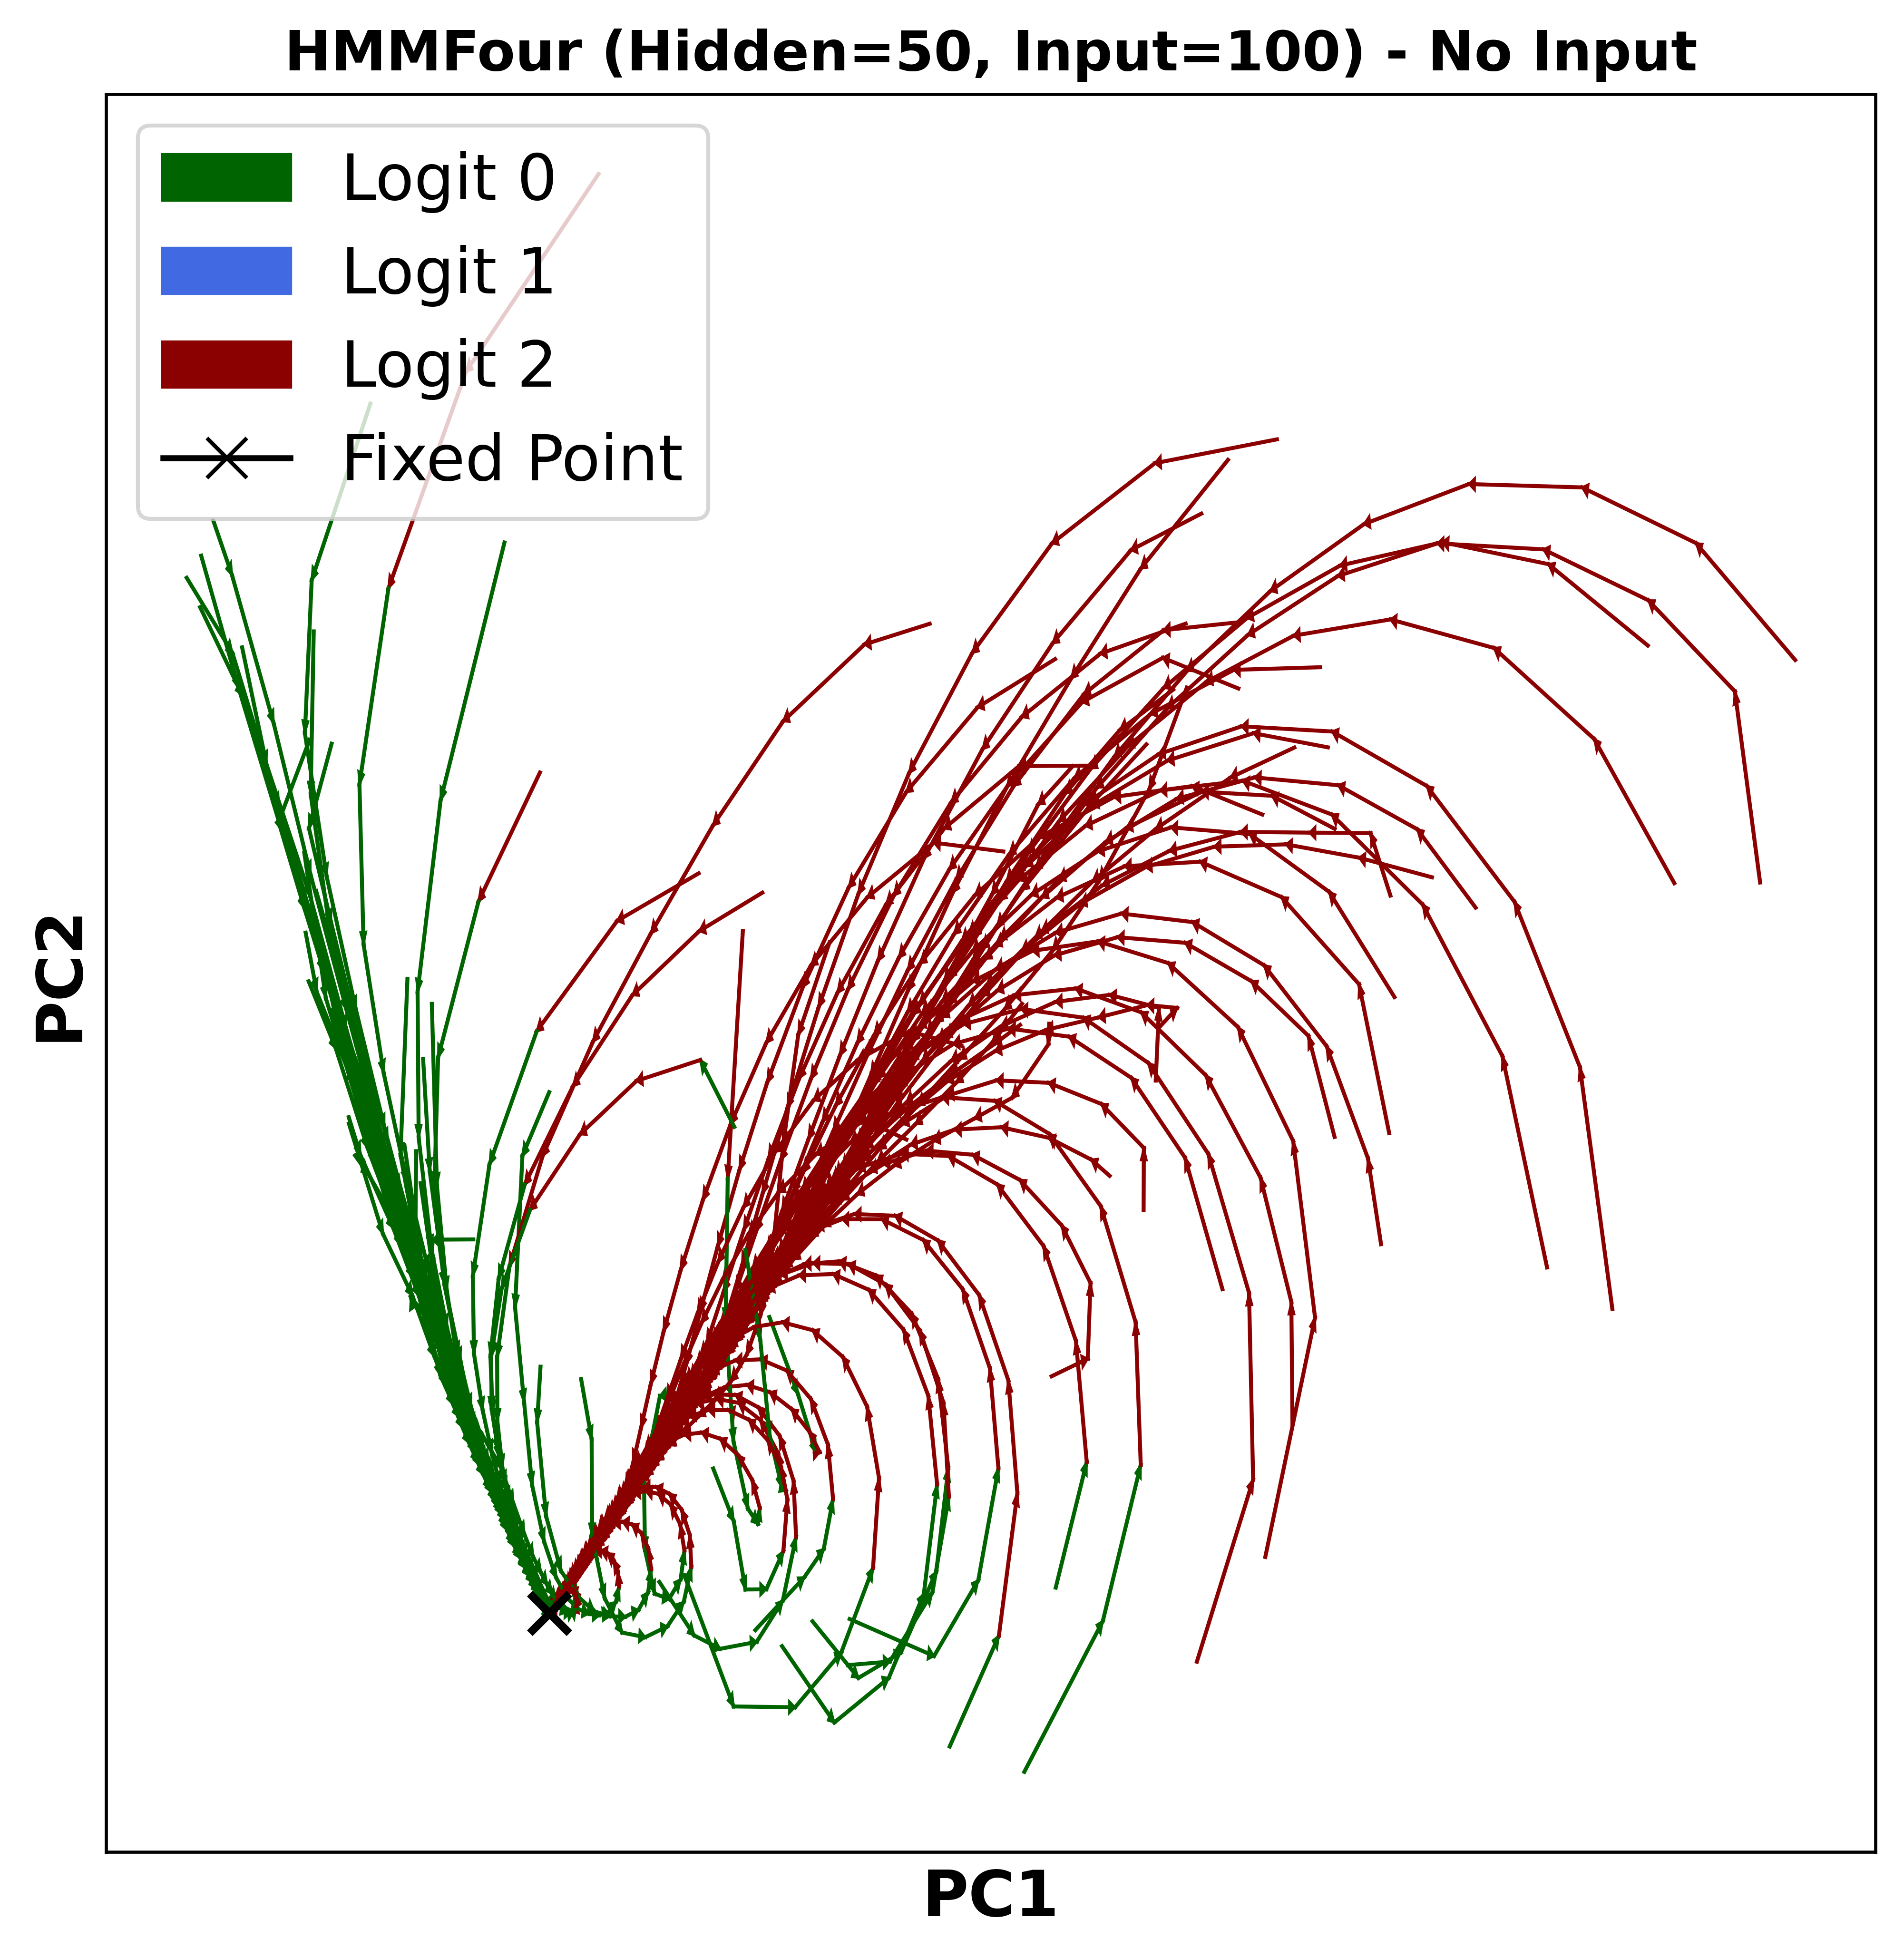 HMMFour (Hidden=50, Input=100) - No Input
Logit 0
Logit 1
Logit 2
Fixed Point
PC2
PC1